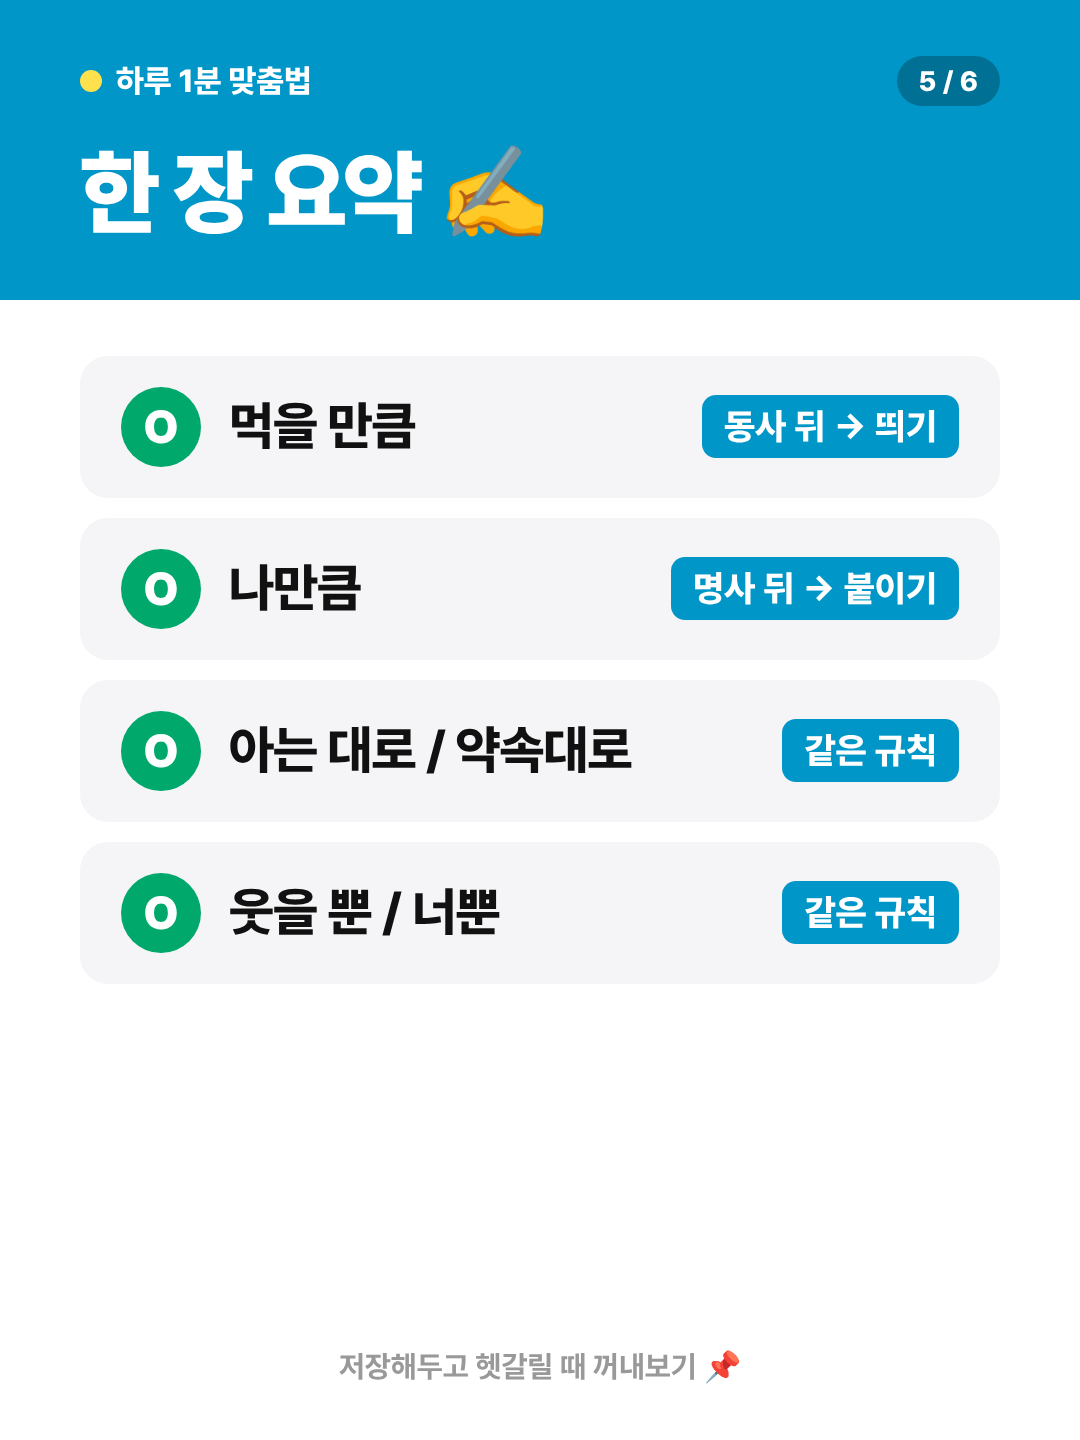 하루 1분 맞춤법
5 / 6
한 장 요약 ✍️
O 먹을 만큼 동사 뒤 → 띄기
O 나만큼 명사 뒤 → 붙이기
O 아는 대로 / 약속대로 같은 규칙
O 웃을 뿐 / 너뿐 같은 규칙
저장해두고 헷갈릴 때 꺼내보기 📌